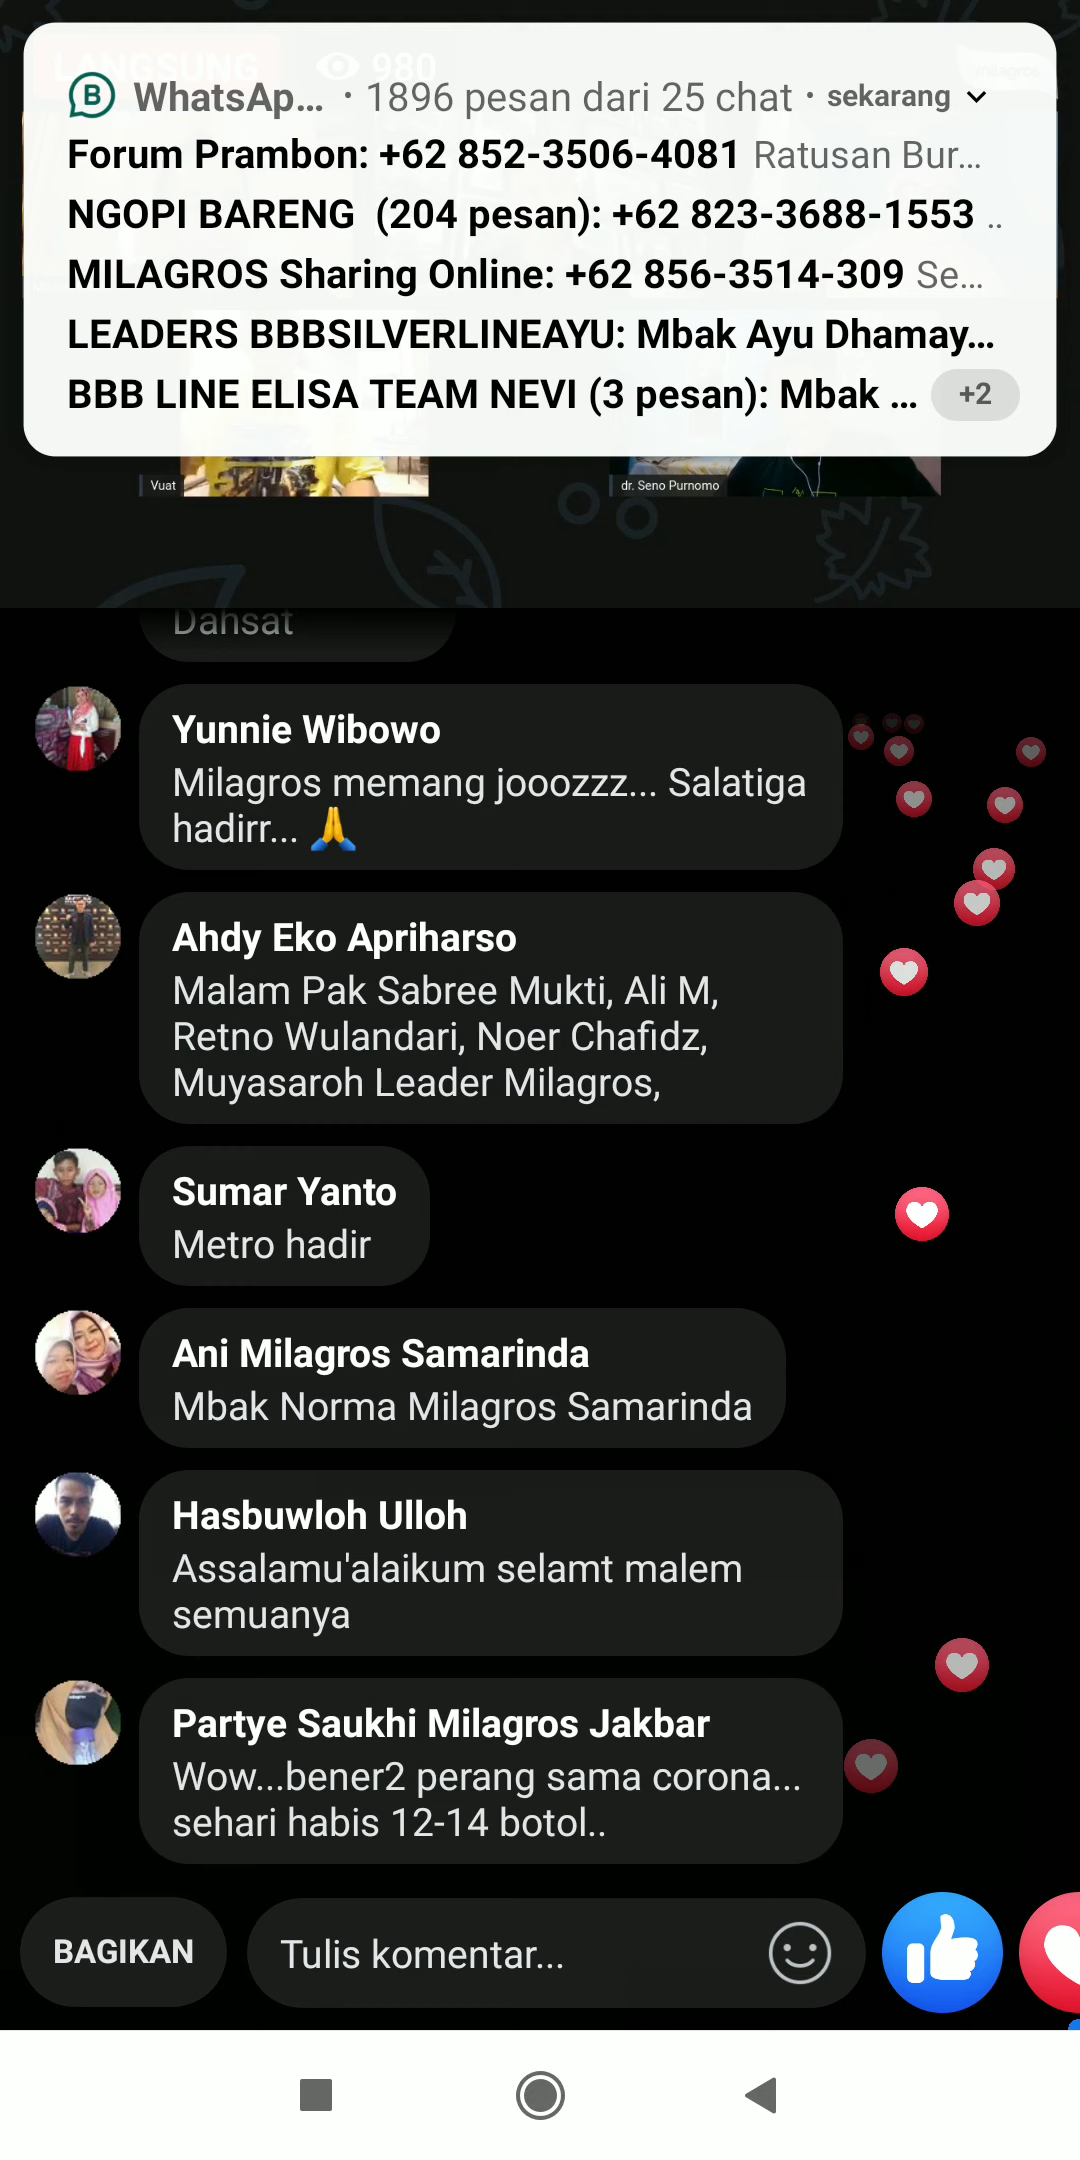 LANGSUNG 980
milagros
WhatsAp... · 1896 pesan dari 25 chat · sekarang
Forum Prambon: +62 852-3506-4081 Ratusan Bur...
NGOPI BARENG (204 pesan): +62 823-3688-1553 ..
MILAGROS Sharing Online: +62 856-3514-309 Se...
LEADERS BBBSILVERLINEAYU: Mbak Ayu Dhamay...
BBB LINE ELISA TEAM NEVI (3 pesan): Mbak ... +2
Vuat
dr. Seno Purnomo
Dahsat
Yunnie Wibowo
Milagros memang jooozzz... Salatiga
hadirr... 🙏
Ahdy Eko Apriharso
Malam Pak Sabree Mukti, Ali M,
Retno Wulandari, Noer Chafidz,
Muyasaroh Leader Milagros,
Sumar Yanto
Metro hadir
Ani Milagros Samarinda
Mbak Norma Milagros Samarinda
Hasbuwloh Ulloh
Assalamu'alaikum selamt malem
semuanya
Partye Saukhi Milagros Jakbar
Wow...bener2 perang sama corona...
sehari habis 12-14 botol..
BAGIKAN
Tulis komentar...